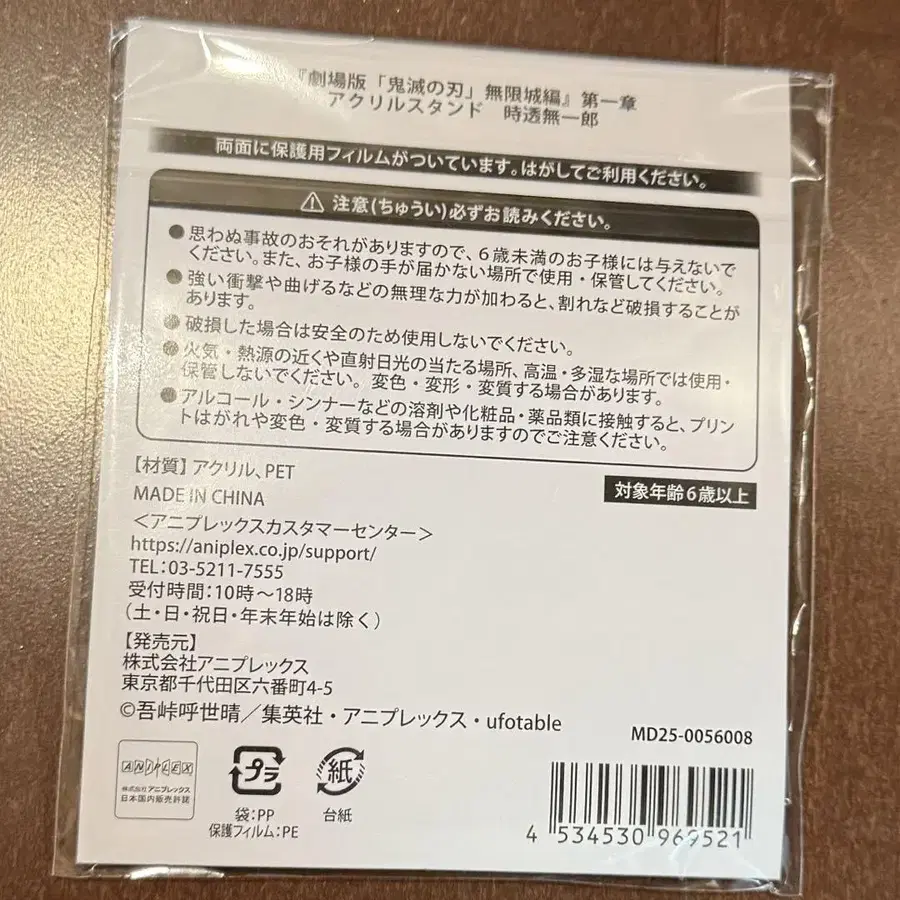 『劇場版「鬼滅の刃」無限城編』第一章
アクリルスタンド　時透無一郎
両面に保護用フィルムがついています。はがしてご利用ください。
⚠ 注意(ちゅうい)必ずお読みください。
●思わぬ事故のおそれがありますので、6歳未満のお子様には与えないで
ください。また、お子様の手が届かない場所で使用・保管してください。
●強い衝撃や曲げるなどの無理な力が加わると、割れなど破損することが
あります。
●破損した場合は安全のため使用しないでください。
●火気・熱源の近くや直射日光の当たる場所、高温・多湿な場所では使用・
保管しないでください。変色・変形・変質する場合があります。
●アルコール・シンナーなどの溶剤や化粧品・薬品類に接触すると、プリン
トはがれや変色・変質する場合がありますのでご注意ください。
【材質】アクリル、PET
対象年齢6歳以上
MADE IN CHINA
＜アニプレックスカスタマーセンター＞
https://aniplex.co.jp/support/
TEL：03-5211-7555
受付時間：10時～18時
（土・日・祝日・年末年始は除く）
【発売元】
株式会社アニプレックス
東京都千代田区六番町4-5
©吾峠呼世晴／集英社・アニプレックス・ufotable
MD25-0056008
ANIPLEX
株式会社アニプレックス
日本国内販売許諾
プラ
袋：PP
保護フィルム：PE
紙
台紙
4 534530 969521